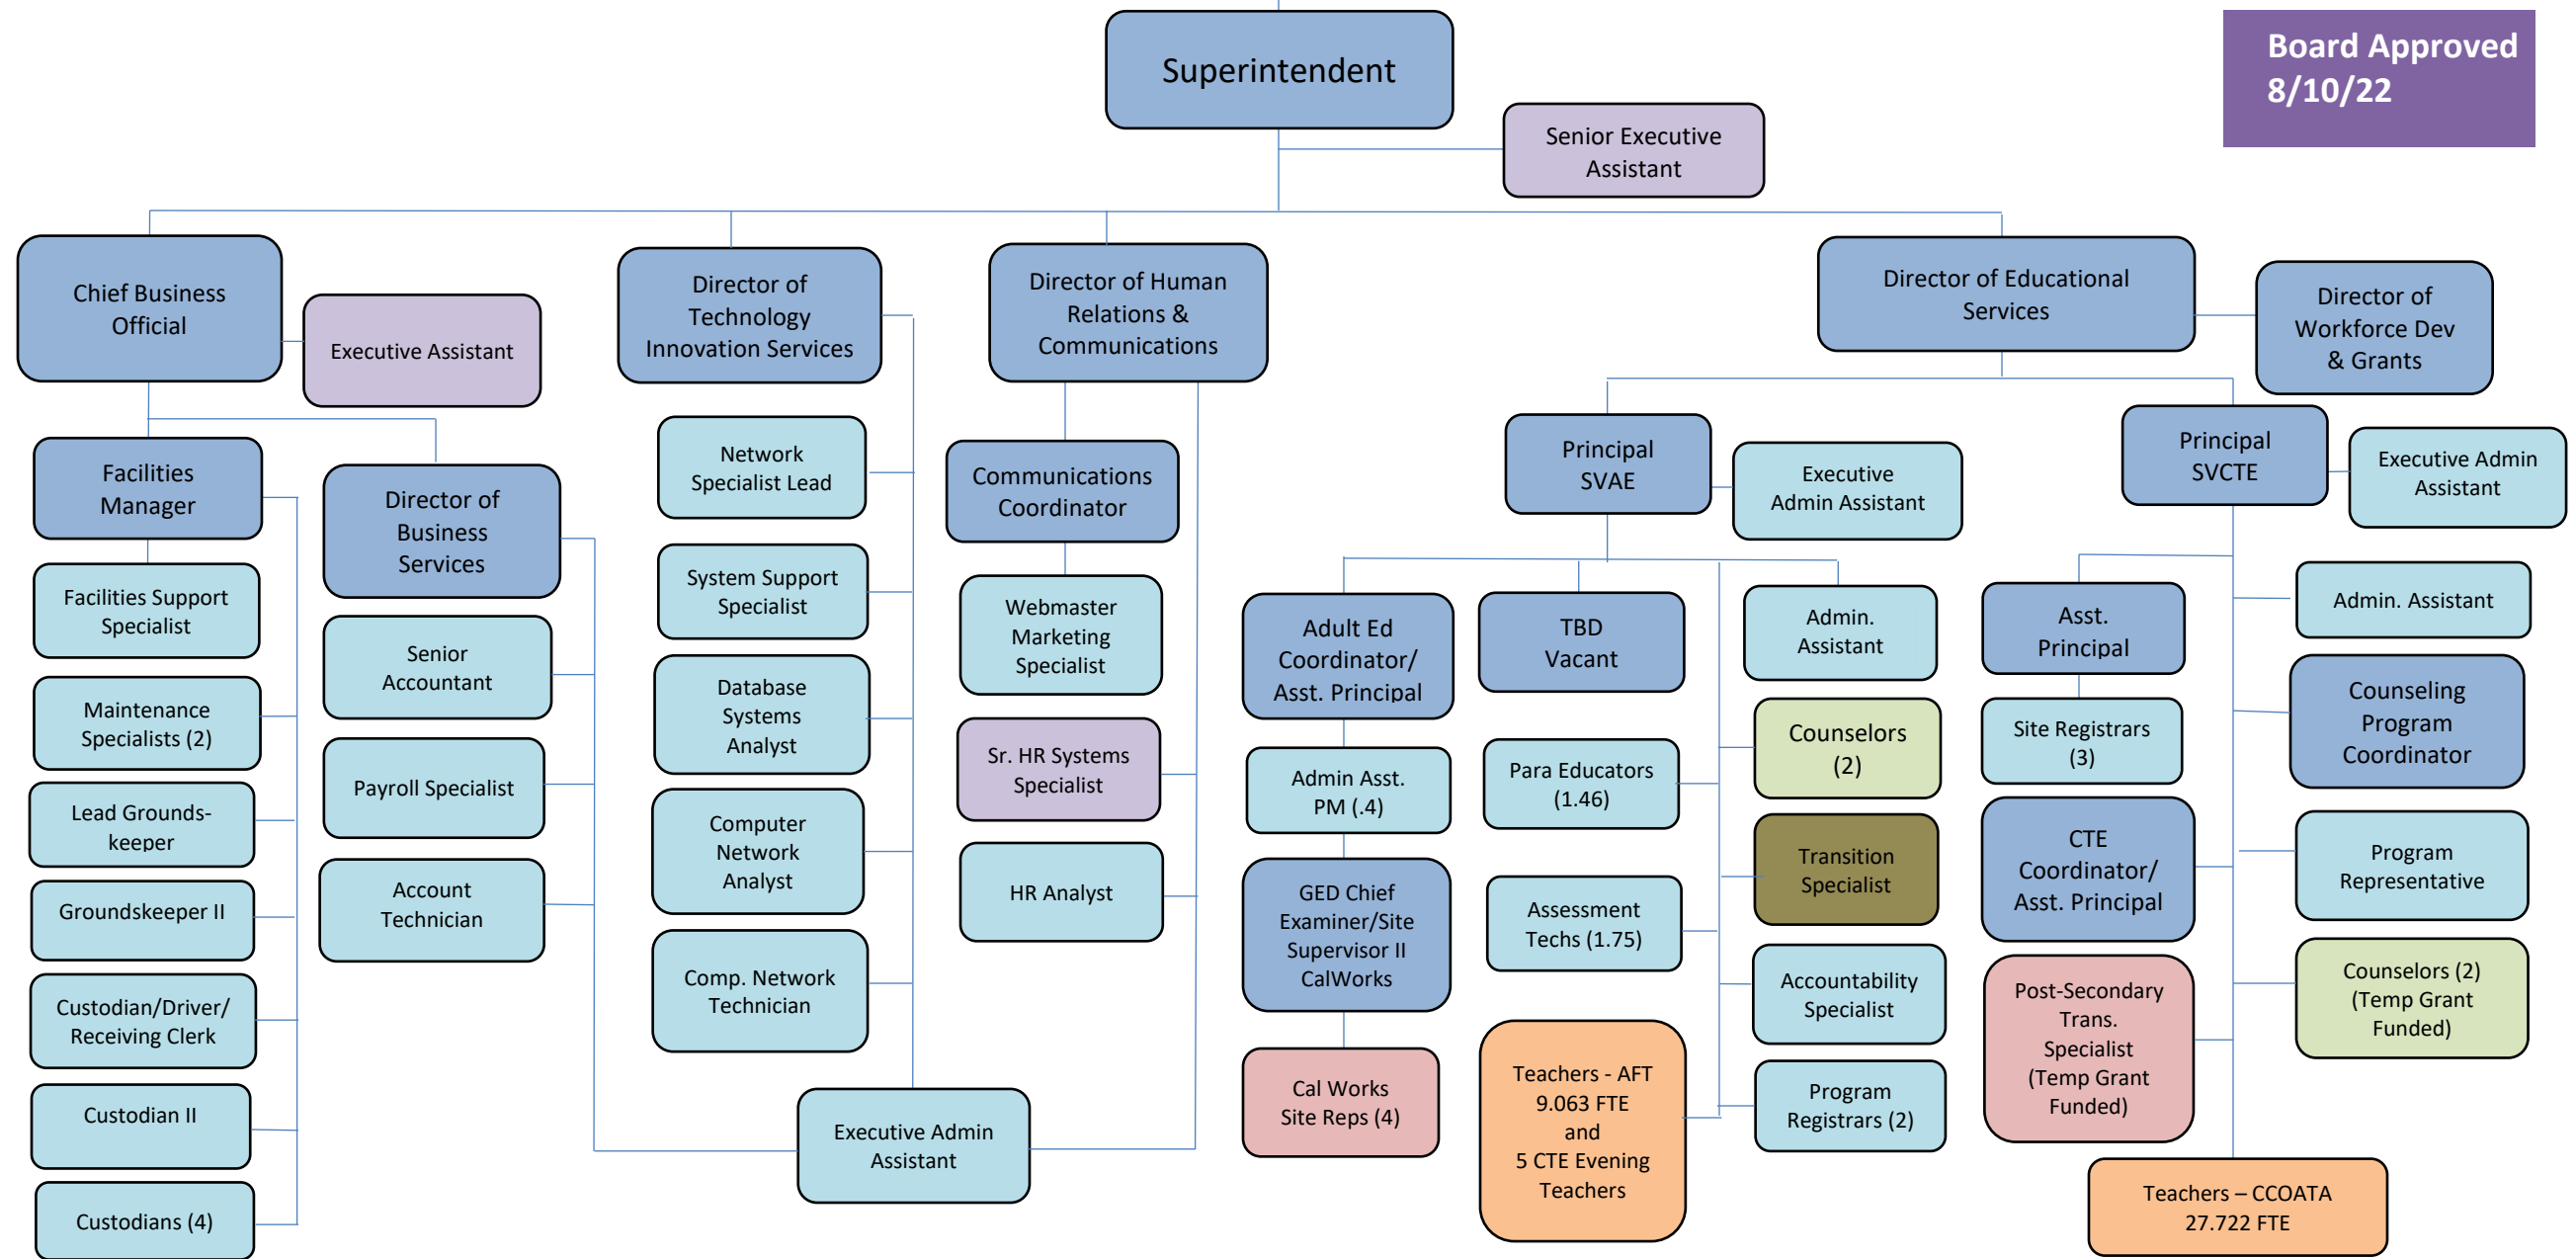 Superintendent
Board Approved
8/10/22
Senior Executive
Assistant
Chief Business
Official
Executive Assistant
Director of
Technology
Innovation Services
Director of Human
Relations &
Communications
Director of Educational
Services
Director of
Workforce Dev
& Grants
Facilities
Manager
Facilities Support
Specialist
Maintenance
Specialists (2)
Lead Grounds-
keeper
Groundskeeper II
Custodian/Driver/
Receiving Clerk
Custodian II
Custodians (4)
Director of
Business
Services
Senior
Accountant
Payroll Specialist
Account
Technician
Network
Specialist Lead
System Support
Specialist
Database
Systems
Analyst
Computer
Network
Analyst
Comp. Network
Technician
Executive Admin
Assistant
Communications
Coordinator
Webmaster
Marketing
Specialist
Sr. HR Systems
Specialist
HR Analyst
Principal
SVAE
Executive
Admin Assistant
Adult Ed
Coordinator/
Asst. Principal
Admin Asst.
PM (.4)
GED Chief
Examiner/Site
Supervisor II
CalWorks
Cal Works
Site Reps (4)
TBD
Vacant
Para Educators
(1.46)
Assessment
Techs (1.75)
Teachers - AFT
9.063 FTE
and
5 CTE Evening
Teachers
Admin.
Assistant
Counselors
(2)
Transition
Specialist
Accountability
Specialist
Program
Registrars (2)
Principal
SVCTE
Executive Admin
Assistant
Asst.
Principal
Site Registrars
(3)
CTE
Coordinator/
Asst. Principal
Post-Secondary
Trans.
Specialist
(Temp Grant
Funded)
Admin. Assistant
Counseling
Program
Coordinator
Program
Representative
Counselors (2)
(Temp Grant
Funded)
Teachers – CCOATA
27.722 FTE